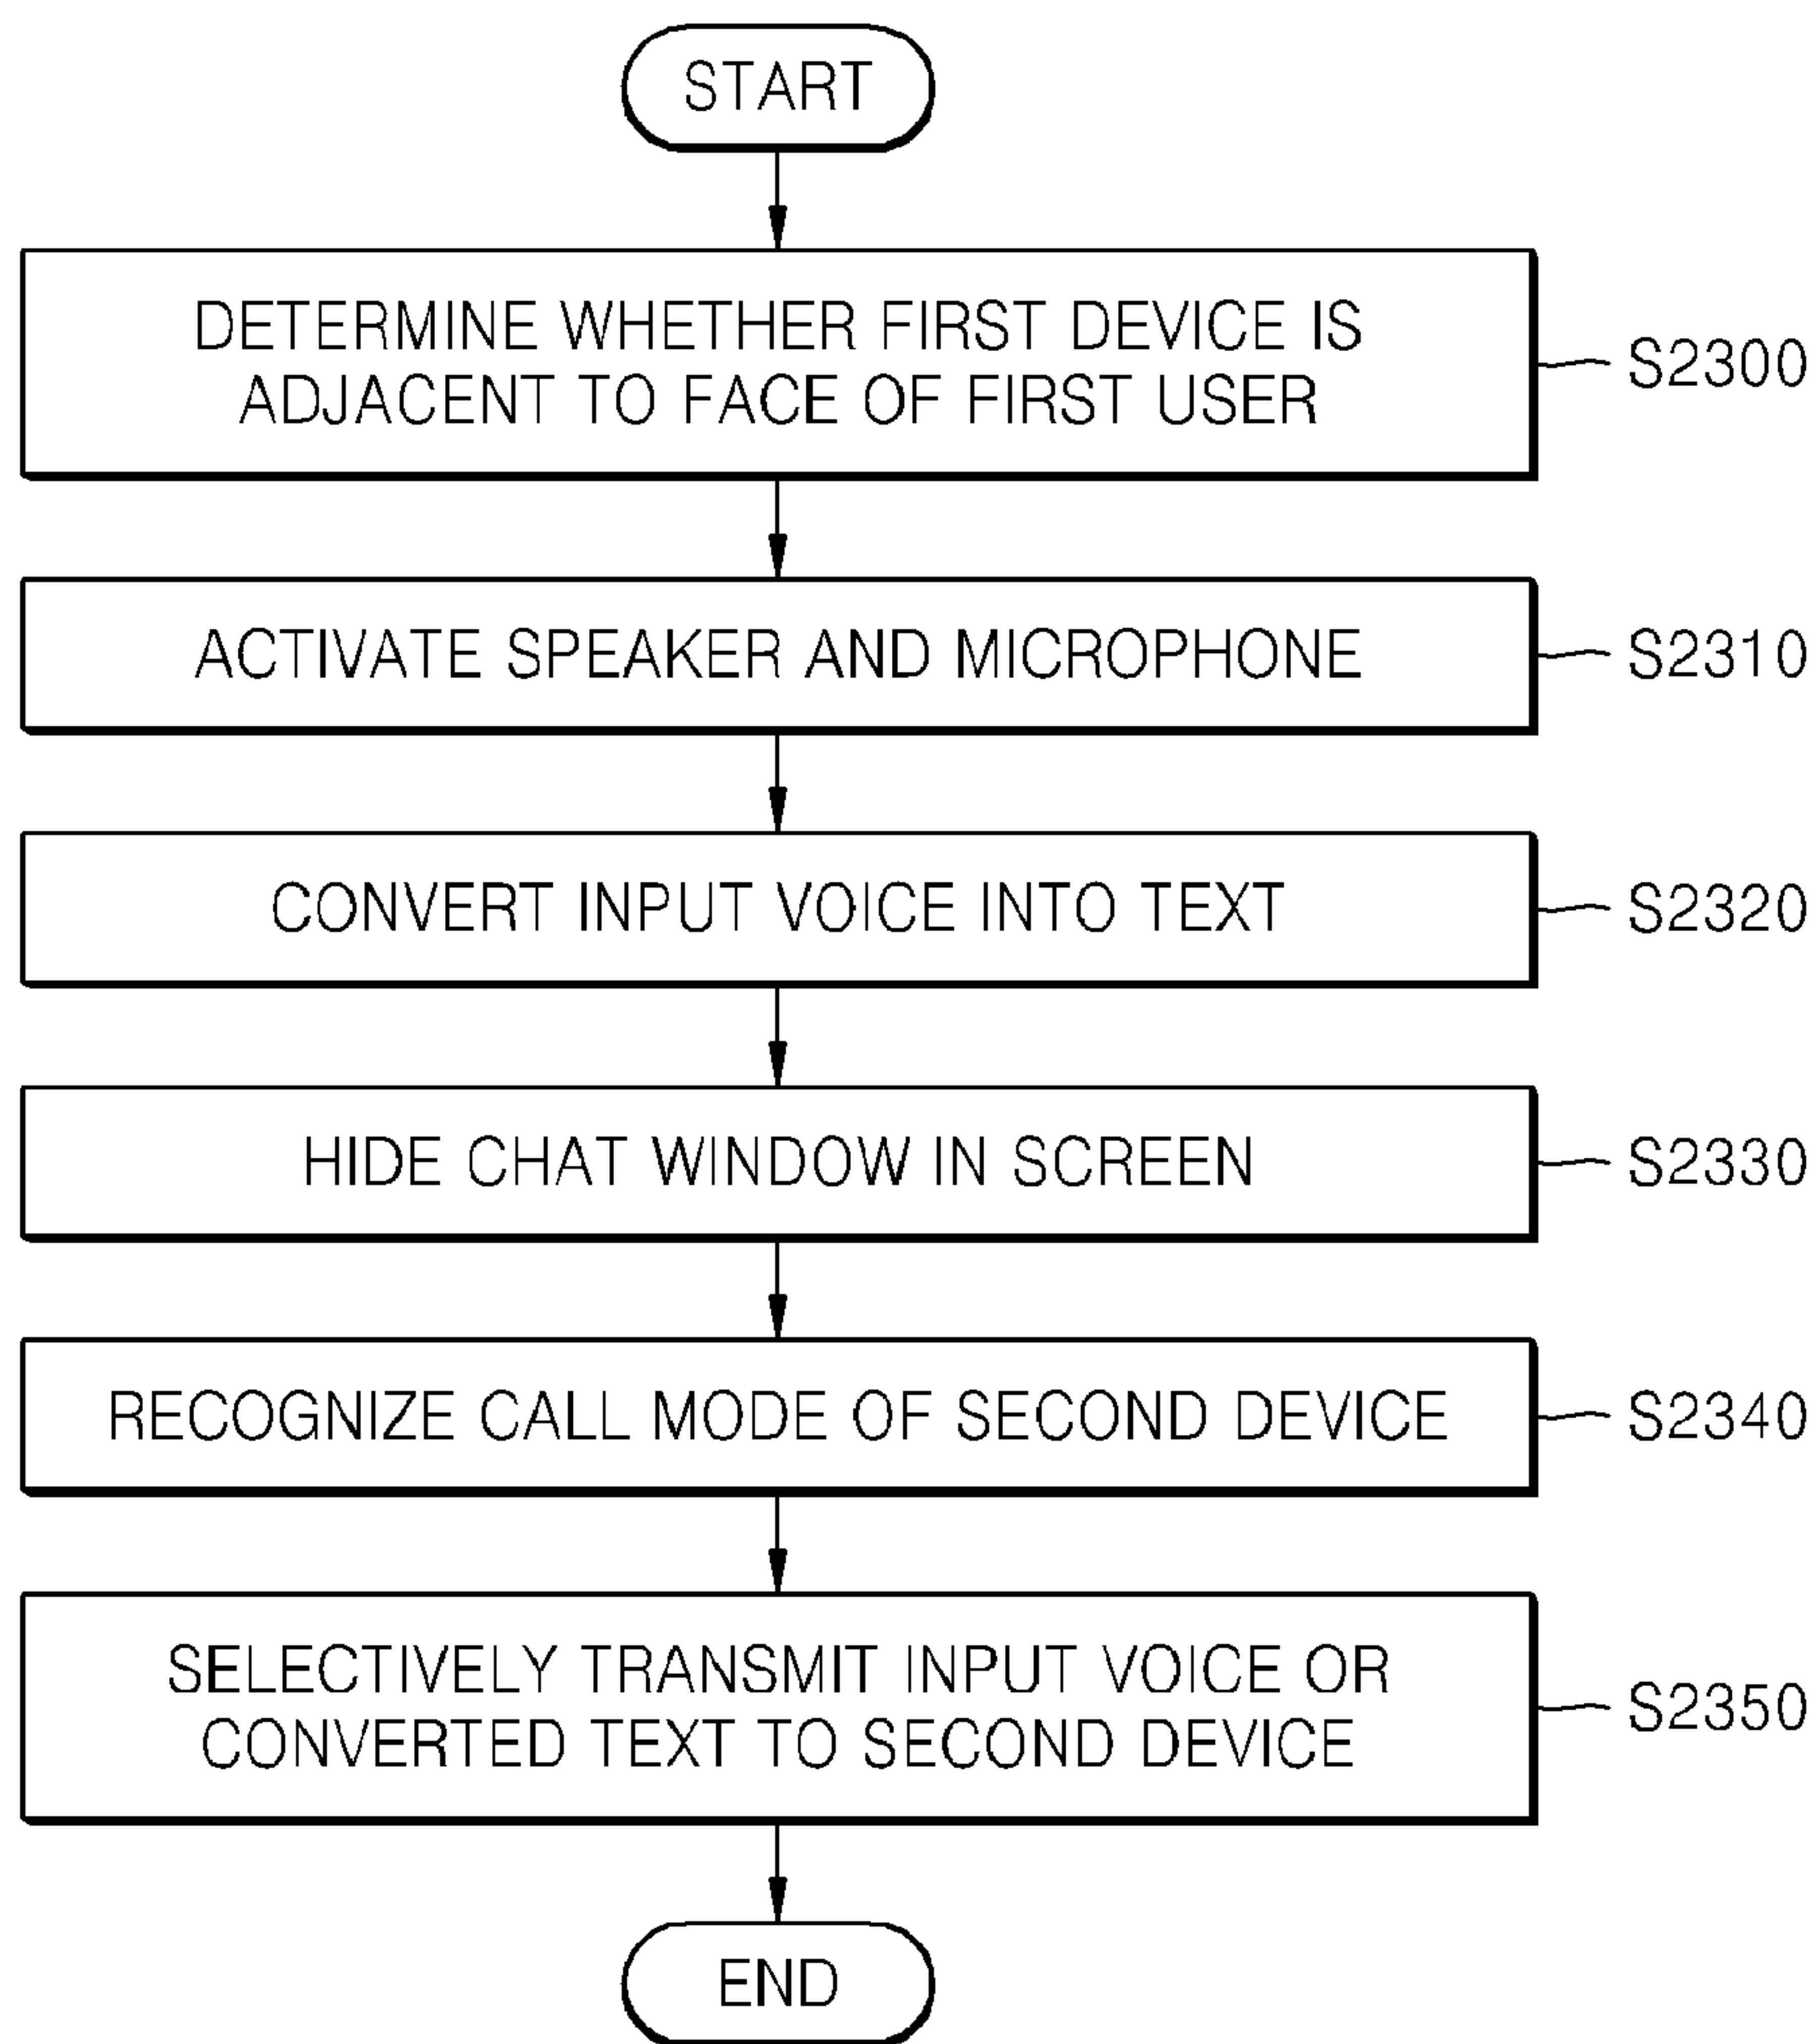 START
DETERMINE WHETHER FIRST DEVICE IS
ADJACENT TO FACE OF FIRST USER
S2300
ACTIVATE SPEAKER AND MICROPHONE
S2310
CONVERT INPUT VOICE INTO TEXT
S2320
HIDE CHAT WINDOW IN SCREEN
S2330
RECOGNIZE CALL MODE OF SECOND DEVICE
S2340
SELECTIVELY TRANSMIT INPUT VOICE OR
CONVERTED TEXT TO SECOND DEVICE
S2350
END